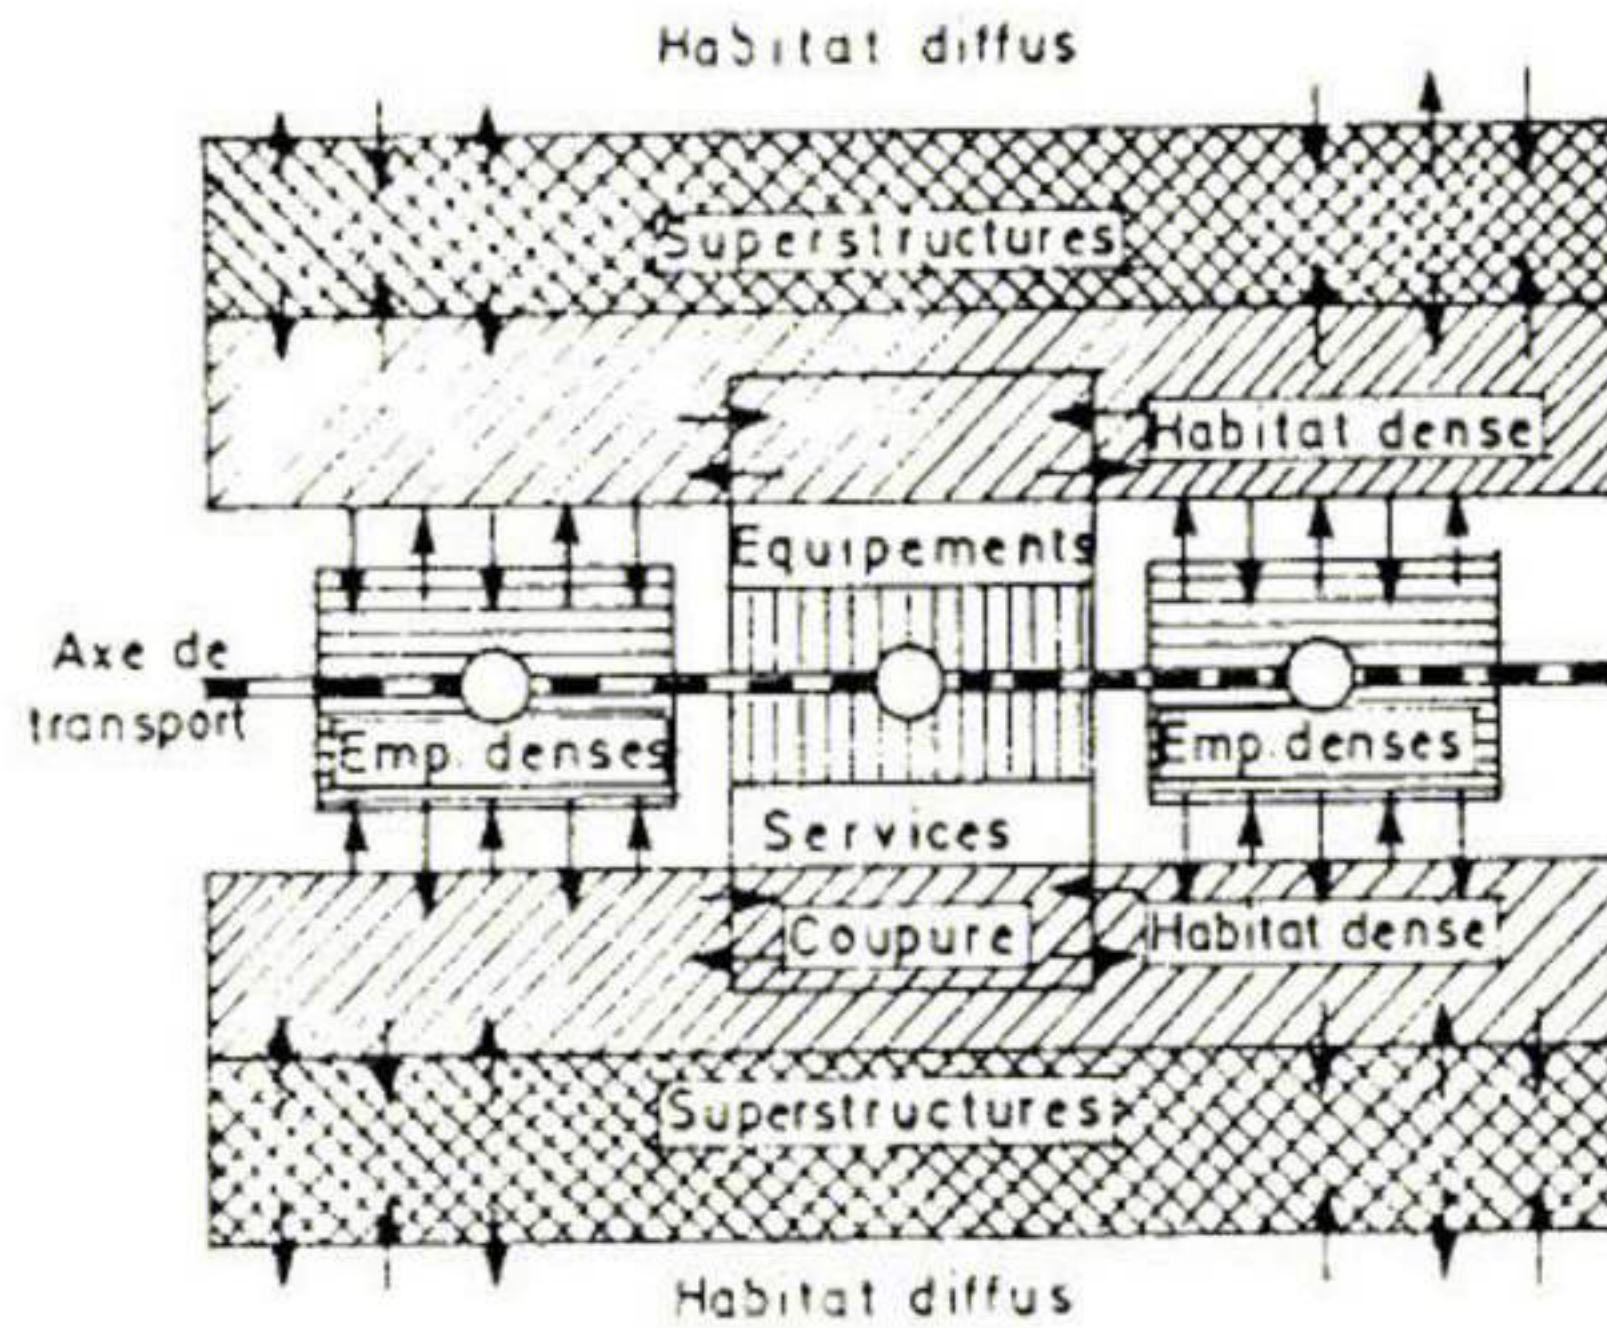 Habitat diffus
Superstructures
Habitat dense
Equipements
Axe de
transport
Emp. denses
Emp. denses
Services
Coupure
Habitat dense
Superstructures
Habitat diffus